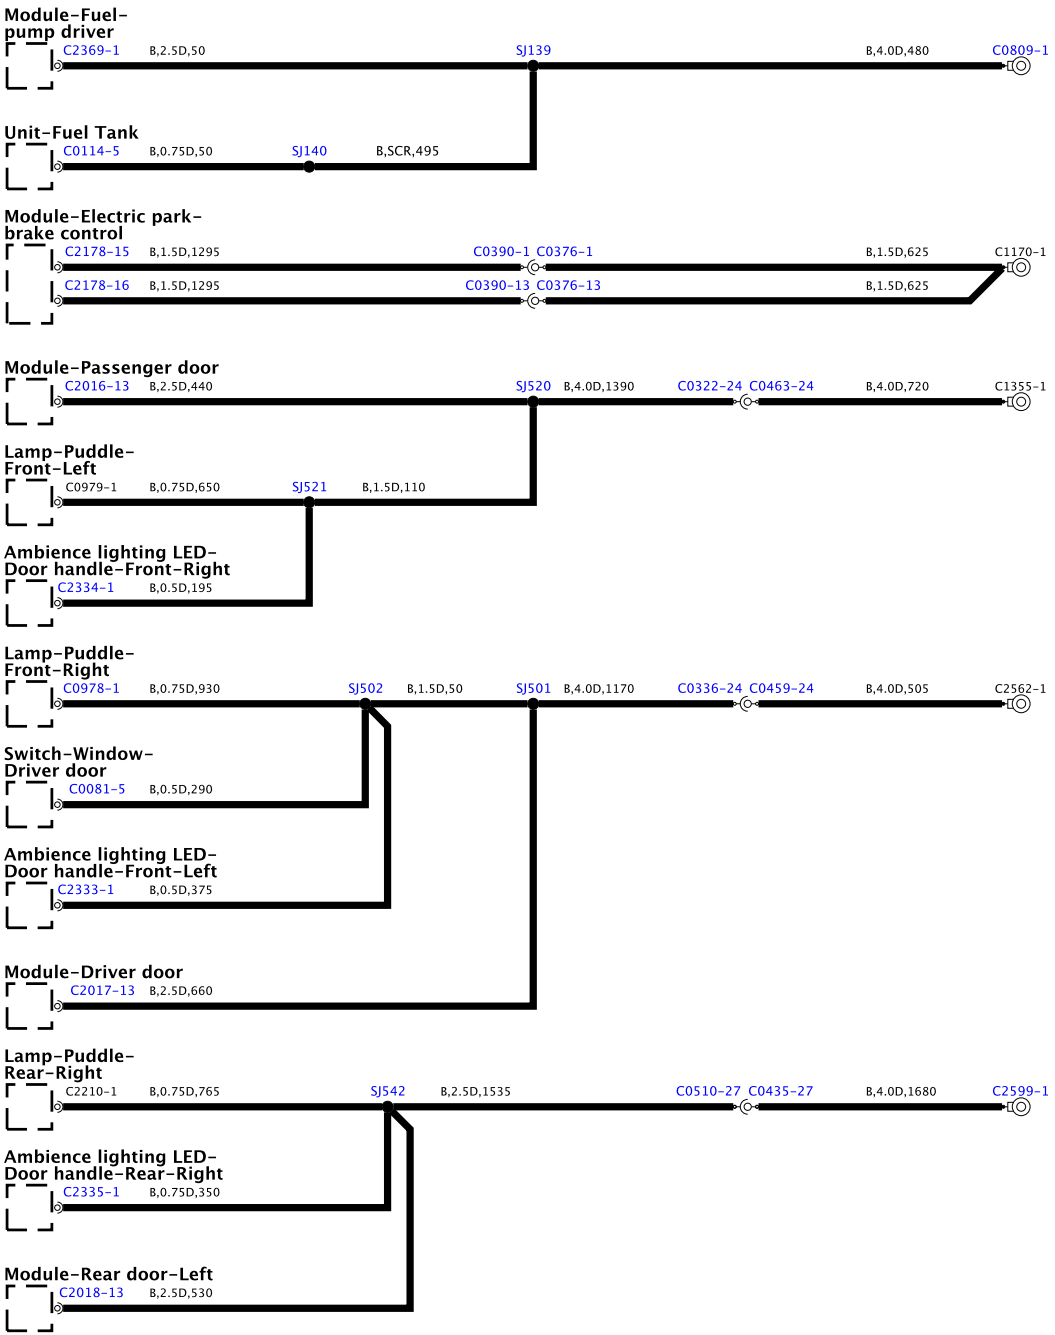 Module-Fuel-
pump driver
C2369-1 B,2.5D,50 SJ139 B,4.0D,480 C0809-1
Unit-Fuel Tank
C0114-5 B,0.75D,50 SJ140 B,SCR,495
Module-Electric park-
brake control
C2178-15 B,1.5D,1295 C0390-1 C0376-1 B,1.5D,625 C1170-1
C2178-16 B,1.5D,1295 C0390-13 C0376-13 B,1.5D,625
Module-Passenger door
C2016-13 B,2.5D,440 SJ520 B,4.0D,1390 C0322-24 C0463-24 B,4.0D,720 C1355-1
Lamp-Puddle-
Front-Left
C0979-1 B,0.75D,650 SJ521 B,1.5D,110
Ambience lighting LED-
Door handle-Front-Right
C2334-1 B,0.5D,195
Lamp-Puddle-
Front-Right
C0978-1 B,0.75D,930 SJ502 B,1.5D,50 SJ501 B,4.0D,1170 C0336-24 C0459-24 B,4.0D,505 C2562-1
Switch-Window-
Driver door
C0081-5 B,0.5D,290
Ambience lighting LED-
Door handle-Front-Left
C2333-1 B,0.5D,375
Module-Driver door
C2017-13 B,2.5D,660
Lamp-Puddle-
Rear-Right
C2210-1 B,0.75D,765 SJ542 B,2.5D,1535 C0510-27 C0435-27 B,4.0D,1680 C2599-1
Ambience lighting LED-
Door handle-Rear-Right
C2335-1 B,0.75D,350
Module-Rear door-Left
C2018-13 B,2.5D,530